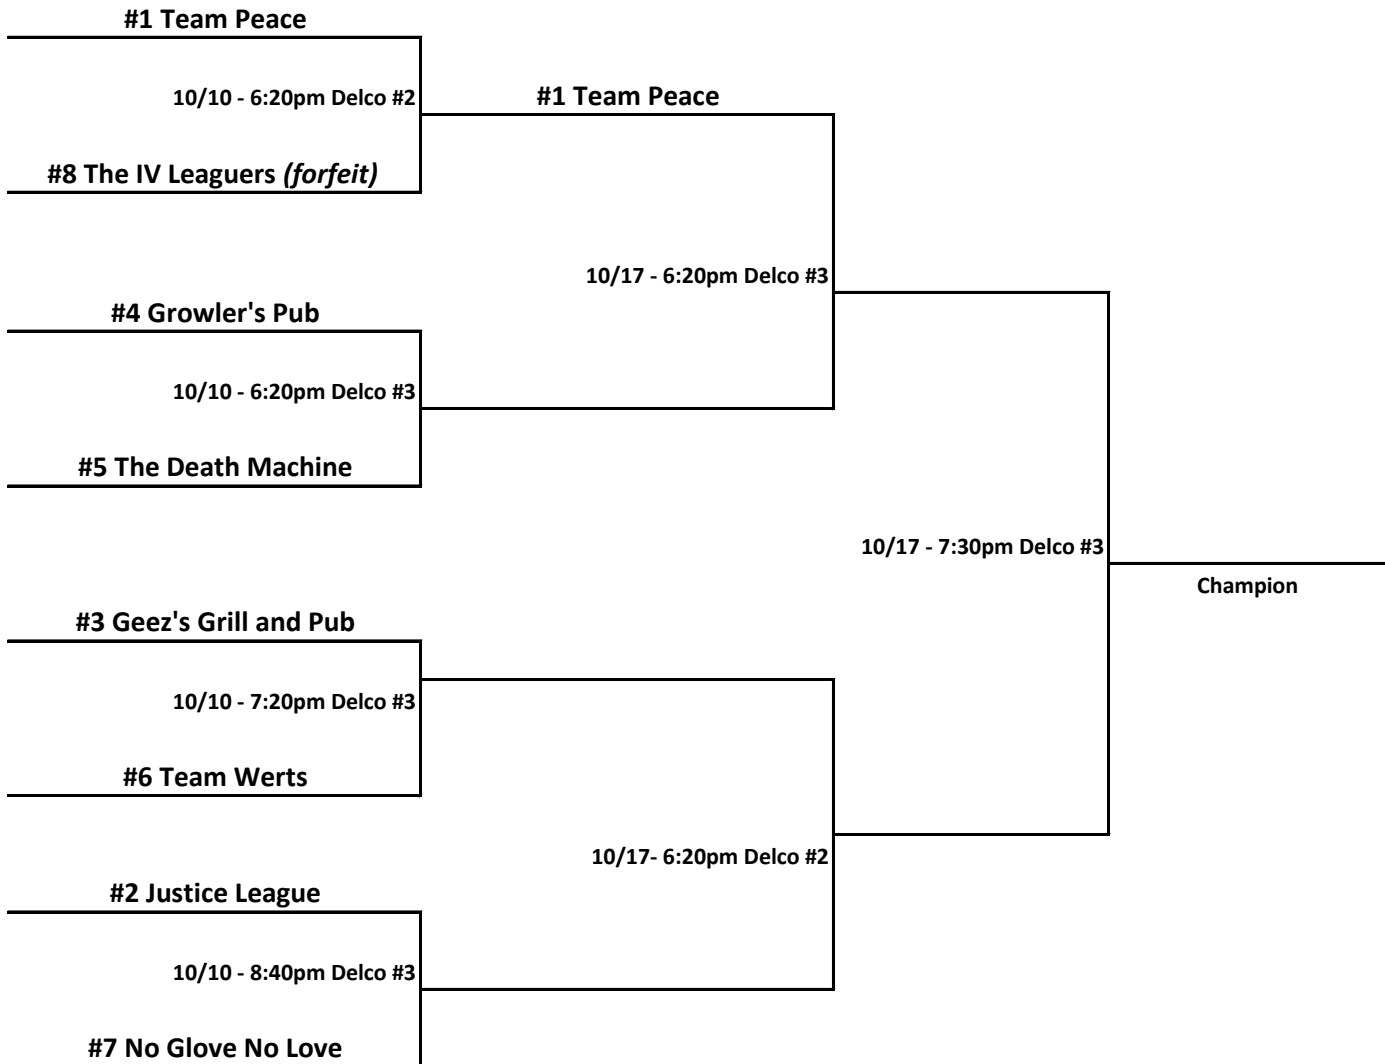 #1 Team Peace
10/10 - 6:20pm Delco #2
#1 Team Peace
#8 The IV Leaguers (forfeit)
10/17 - 6:20pm Delco #3
#4 Growler's Pub
10/10 - 6:20pm Delco #3
#5 The Death Machine
10/17 - 7:30pm Delco #3
Champion
#3 Geez's Grill and Pub
10/10 - 7:20pm Delco #3
#6 Team Werts
10/17- 6:20pm Delco #2
#2 Justice League
10/10 - 8:40pm Delco #3
#7 No Glove No Love